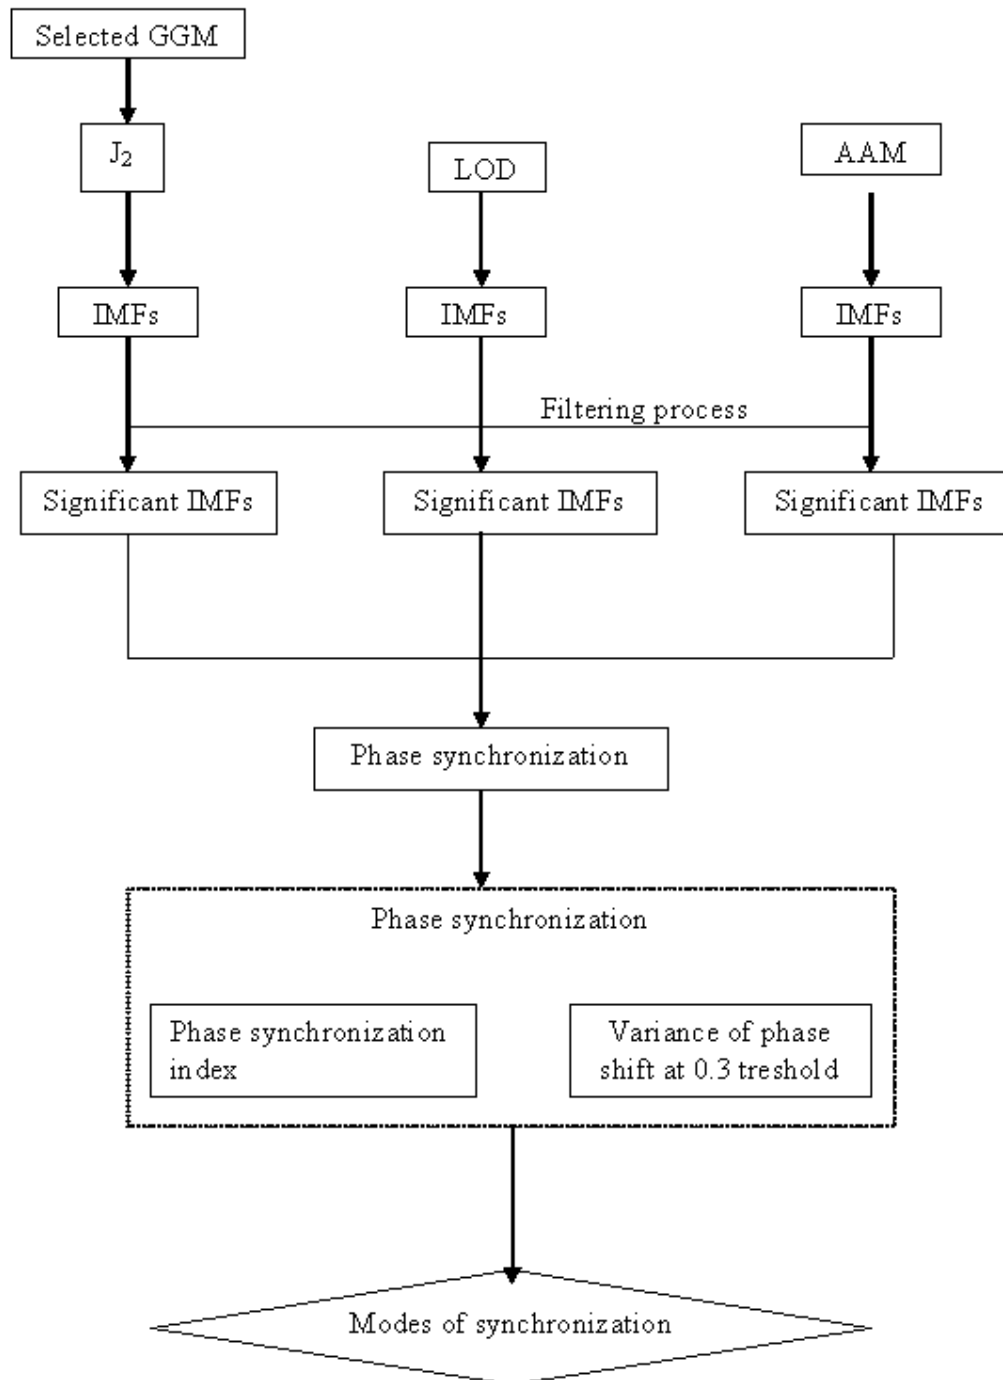 Selected GGM
J₂
LOD
AAM
IMFs
IMFs
IMFs
Filtering process
Significant IMFs
Significant IMFs
Significant IMFs
Phase synchronization
Phase synchronization
Phase synchronization
index
Variance of phase
shift at 0.3 treshold
Modes of synchronization